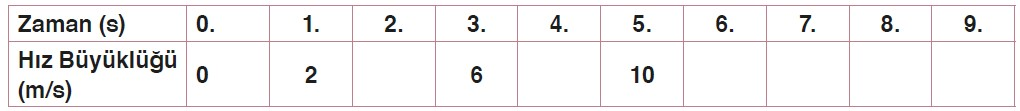 Zaman (s) 0. 1. 2. 3. 4. 5. 6. 7. 8. 9.
Hız Büyüklüğü
(m/s) 0 2 6 10